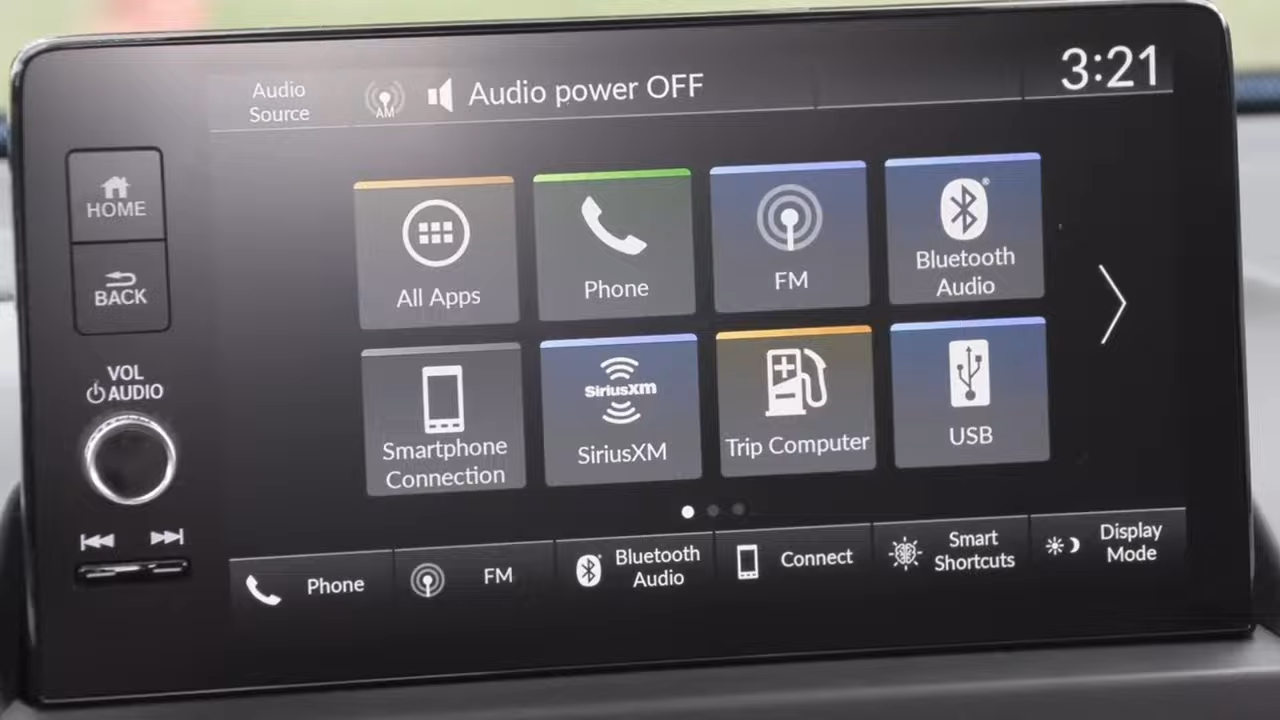 Audio
Source
AM
Audio power OFF
3:21
HOME
BACK
VOL
AUDIO
All Apps
Phone
FM
Bluetooth
Audio
Smartphone
Connection
SiriusXM
SiriusXM
Trip Computer
USB
Phone
FM
Bluetooth
Audio
Connect
Smart
Shortcuts
Display
Mode